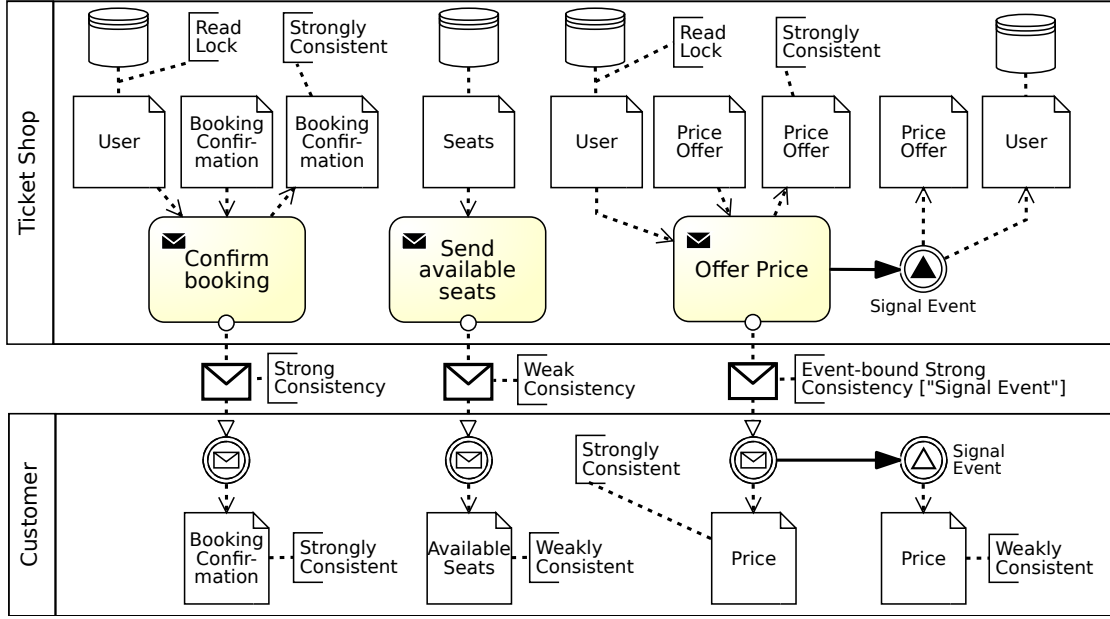 Ticket Shop
Read
Lock
Strongly
Consistent
Read
Lock
Strongly
Consistent
User
Booking
Confir-
mation
Booking
Confir-
mation
Seats
User
Price
Offer
Price
Offer
Price
Offer
User
Confirm
booking
Send
available
seats
Offer Price
Signal Event
Strong
Consistency
Weak
Consistency
Event-bound Strong
Consistency ["Signal Event"]
Customer
Strongly
Consistent
Signal
Event
Booking
Confir-
mation
Strongly
Consistent
Available
Seats
Weakly
Consistent
Price
Price
Weakly
Consistent